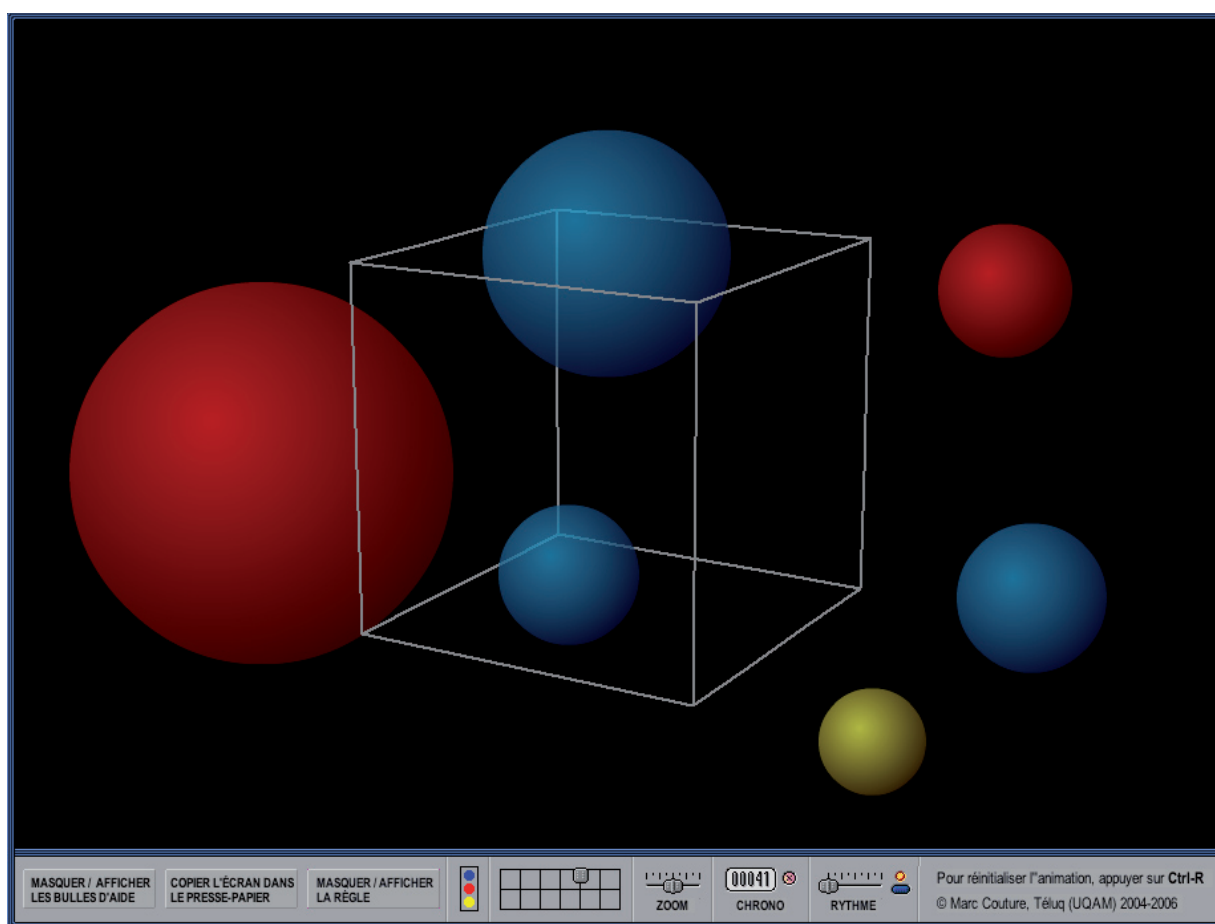 MASQUER / AFFICHER
LES BULLES D'AIDE
COPIER L'ÉCRAN DANS
LE PRESSE-PAPIER
MASQUER / AFFICHER
LA RÈGLE
ZOOM
00041
CHRONO
RYTHME
Pour réinitialiser l''animation, appuyer sur Ctrl-R
© Marc Couture, Téluq (UQAM) 2004-2006